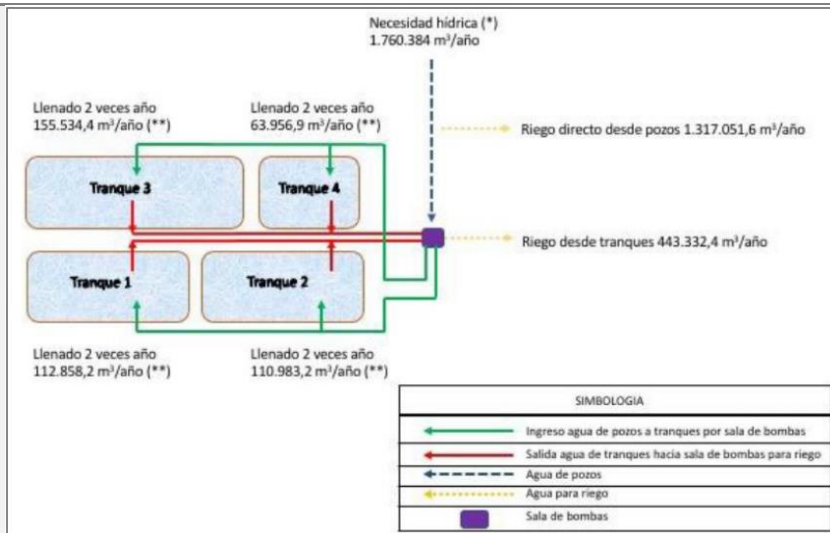 Necesidad hídrica (*)
1.760.384 m³/año
Llenado 2 veces año
155.534,4 m³/año (**)
Llenado 2 veces año
63.956,9 m³/año (**)
Riego directo desde pozos 1.317.051,6 m³/año
Tranque 3
Tranque 4
Riego desde tranques 443.332,4 m³/año
Tranque 1
Tranque 2
Llenado 2 veces año
112.858,2 m³/año (**)
Llenado 2 veces año
110.983,2 m³/año (**)
SIMBOLOGIA
Ingreso agua de pozos a tranques por sala de bombas
Salida agua de tranques hacia sala de bombas para riego
Agua de pozos
Agua para riego
Sala de bombas